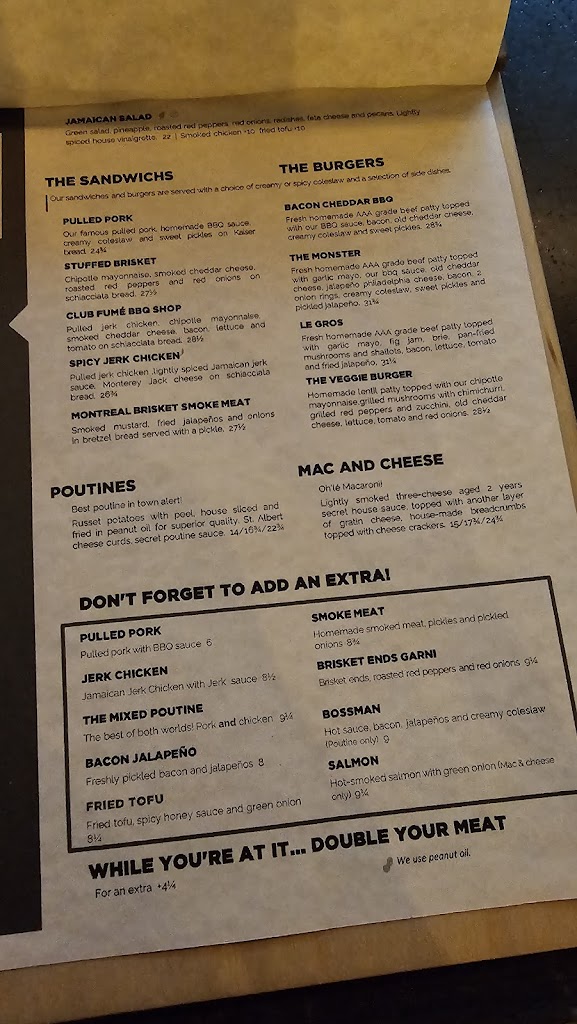 JAMAICAN SALAD
Green salad, pineapple, roasted red peppers, red onions, redishes, feta cheese and pecans. Lightly
spiced house vinaigrette. 22 | Smoked chicken +10 fried tofu +10
THE SANDWICHS
THE BURGERS
Our sandwiches and burgers are served with a choice of creamy or spicy coleslaw and a selection of side dishes.
PULLED PORK
Our famous pulled pork, homemade BBQ sauce,
creamy coleslaw and sweet pickles on Kaiser
bread. 24¾
STUFFED BRISKET
Chipotle mayonnaise, smoked cheddar cheese,
roasted red peppers and red onions on
schiacciata bread. 27½
CLUB FUMÉ BBQ SHOP
Pulled jerk chicken, chipotle mayonnaise,
smoked cheddar cheese, bacon, lettuce and
tomato on schiacciata bread. 28½
SPICY JERK CHICKEN
Pulled jerk chicken ,lightly spiced Jamaican jerk
sauce, Monterey Jack cheese on schiacciata
bread. 26¾
MONTREAL BRISKET SMOKE MEAT
Smoked mustard, fried jalapeños and onions
in bretzel bread served with a pickle. 27½
BACON CHEDDAR BBQ
Fresh homemade AAA grade beef patty topped
with our BBQ sauce, bacon, old cheddar cheese,
creamy coleslaw and sweet pickles. 28¾
THE MONSTER
Fresh homemade AAA grade beef patty topped
with garlic mayo, our bbq sauce, old cheddar
cheese, jalapeño philadelphia cheese, bacon, 2
onion rings, creamy coleslaw, sweet pickles and
pickled jalapeño. 31¾
LE GROS
Fresh homemade AAA grade beef patty topped
with garlic mayo, fig jam, brie, pan-fried
mushrooms and shallots, bacon, lettuce, tomato
and fried jalapeño, 31¼
THE VEGGIE BURGER
Homemade lentil patty topped with our chipotle
mayonnaise,grilled mushrooms with chimichurri,
grilled red peppers and zucchini, old cheddar
cheese, lettuce, tomato and red onions. 28½
POUTINES
Best poutine in town alert!
Russet potatoes with peel, house sliced and
fried in peanut oil for superior quality. St. Albert
cheese curds, secret poutine sauce. 14/16¾/22¾
MAC AND CHEESE
Oh!lé Macaroni!
Lightly smoked three-cheese aged 2 years
secret house sauce, topped with another layer
of gratin cheese, house-made breadcrumbs
topped with cheese crackers. 15/17¾/24¾
DON'T FORGET TO ADD AN EXTRA!
PULLED PORK
Pulled pork with BBQ sauce 6
JERK CHICKEN
Jamaican Jerk Chicken with Jerk sauce 8½
THE MIXED POUTINE
The best of both worlds! Pork and chicken 9¼
BACON JALAPEÑO
Freshly pickled bacon and jalapeños 8
FRIED TOFU
Fried tofu, spicy honey sauce and green onion
8¼
SMOKE MEAT
Homemade smoked meat, pickles and pickled
onions 8¾
BRISKET ENDS GARNI
Brisket ends, roasted red peppers and red onions 9¼
BOSSMAN
Hot sauce, bacon, jalapeños and creamy coleslaw
(Poutine only) 9
SALMON
Hot-smoked salmon with green onion (Mac & cheese
only) 9¼
WHILE YOU'RE AT IT... DOUBLE YOUR MEAT
For an extra +4¼
We use peanut oil.